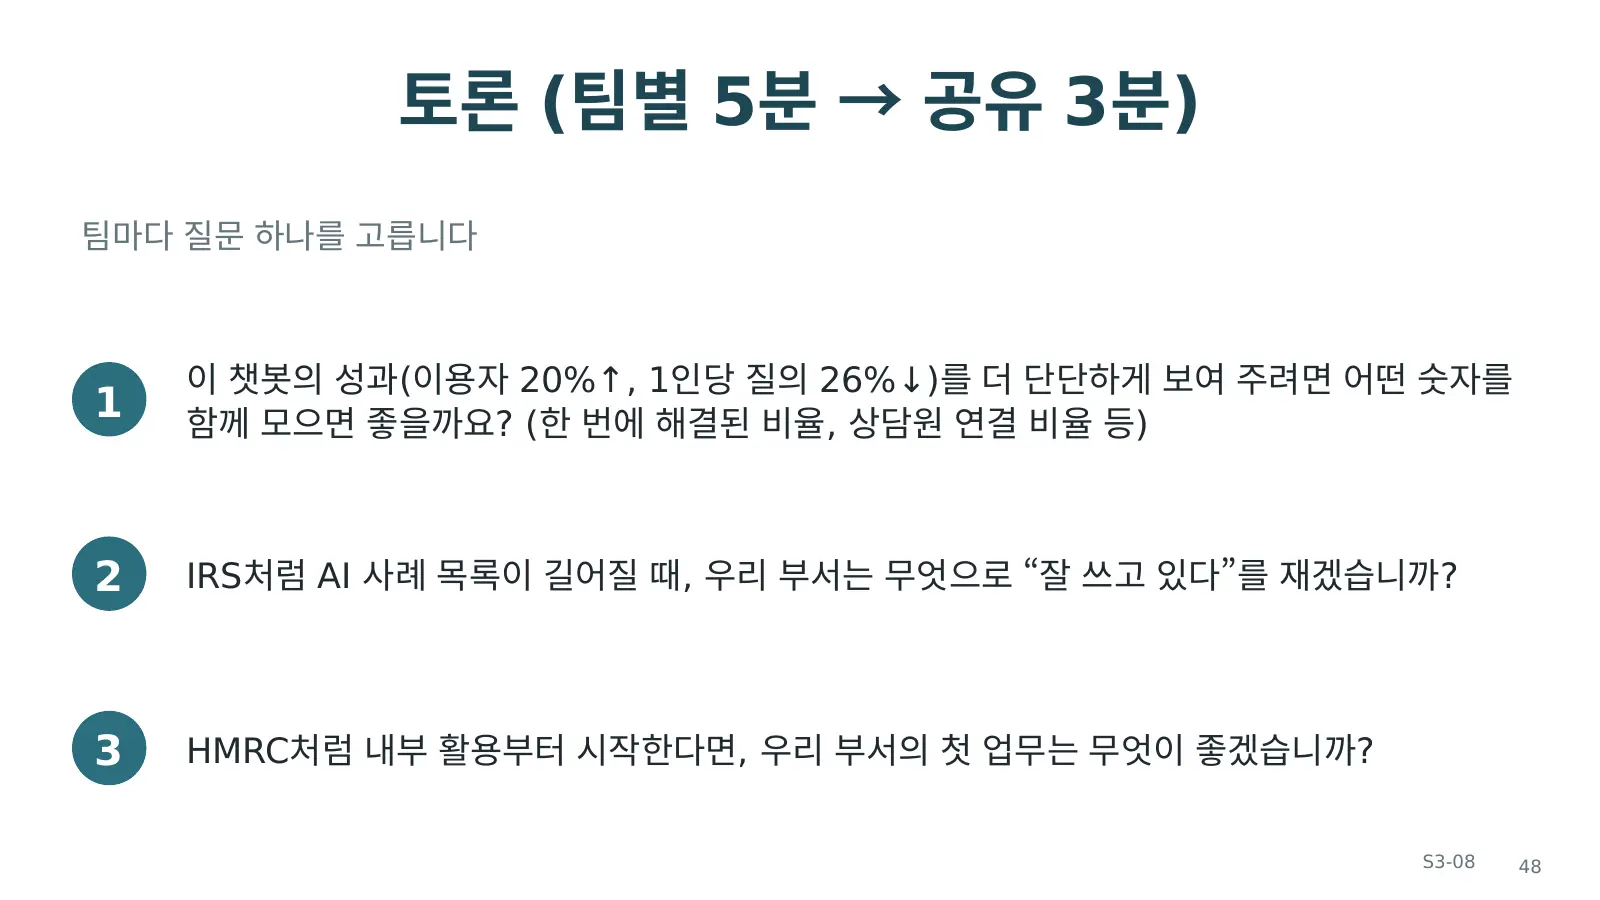 토론 (팀별 5분 → 공유 3분)
팀마다 질문 하나를 고릅니다
1
이 챗봇의 성과(이용자 20%↑, 1인당 질의 26%↓)를 더 단단하게 보여 주려면 어떤 숫자를
함께 모으면 좋을까요? (한 번에 해결된 비율, 상담원 연결 비율 등)
2
IRS처럼 AI 사례 목록이 길어질 때, 우리 부서는 무엇으로 “잘 쓰고 있다”를 재겠습니까?
3
HMRC처럼 내부 활용부터 시작한다면, 우리 부서의 첫 업무는 무엇이 좋겠습니까?
S3-08
48